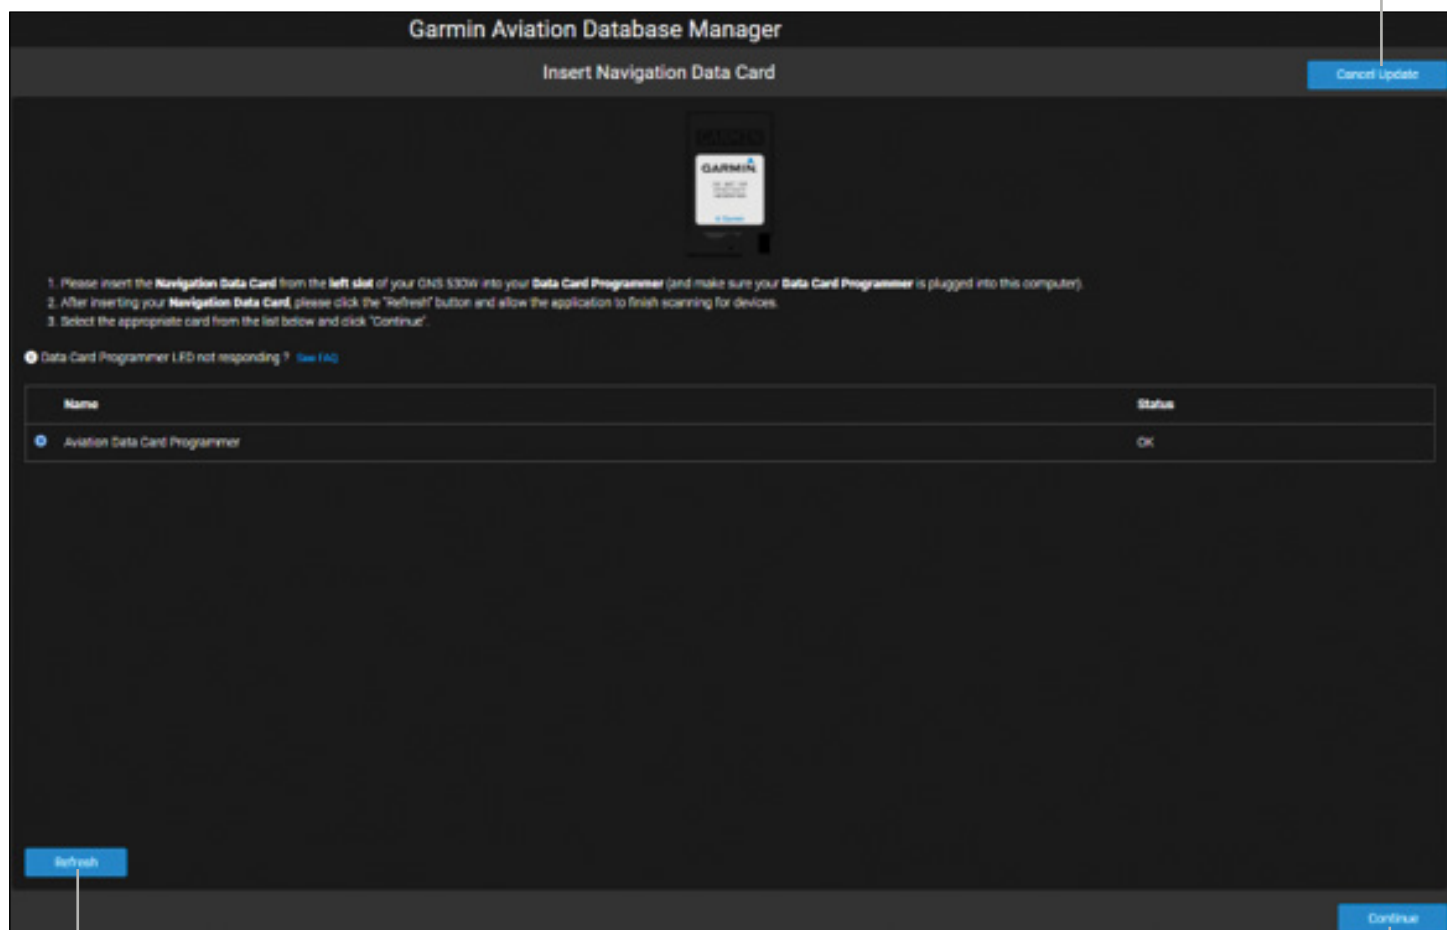 Garmin Aviation Database Manager
Insert Navigation Data Card
Cancel Update
GARMIN
1. Please insert the Navigation Data Card from the left slot of your GNS 530W into your Data Card Programmer (and make sure your Data Card Programmer is plugged into this computer).
2. After inserting your Navigation Data Card, please click the "Refresh" button and allow the application to finish scanning for devices.
3. Select the appropriate card from the list below and click "Continue".
Data Card Programmer LED not responding ? See FAQ
Name Status
Aviation Data Card Programmer OK
Refresh
Continue